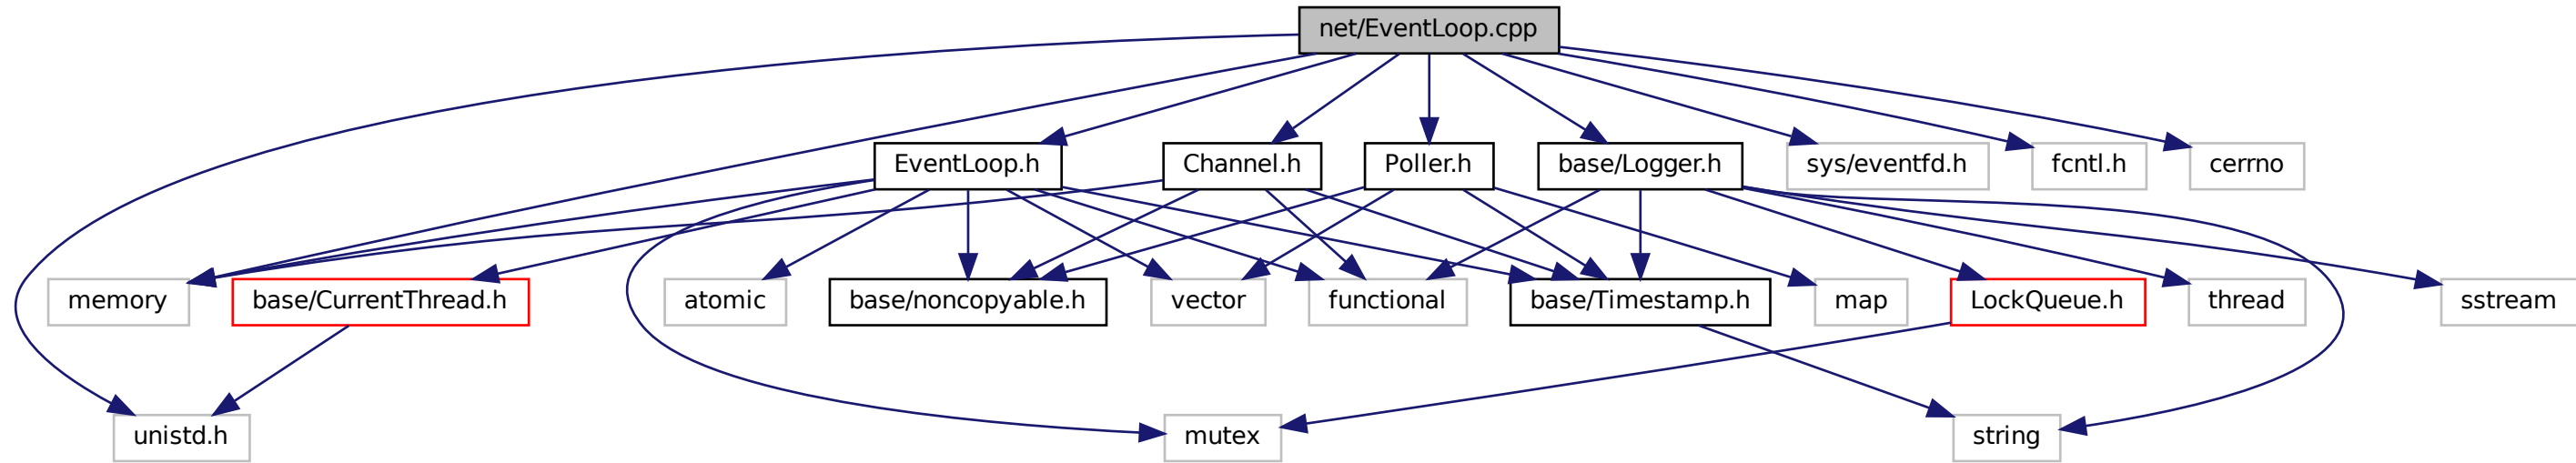 net/EventLoop.cpp
EventLoop.h
Channel.h
Poller.h
base/Logger.h
sys/eventfd.h
fcntl.h
cerrno
memory
base/CurrentThread.h
atomic
base/noncopyable.h
vector
functional
base/Timestamp.h
map
LockQueue.h
thread
sstream
unistd.h
mutex
string